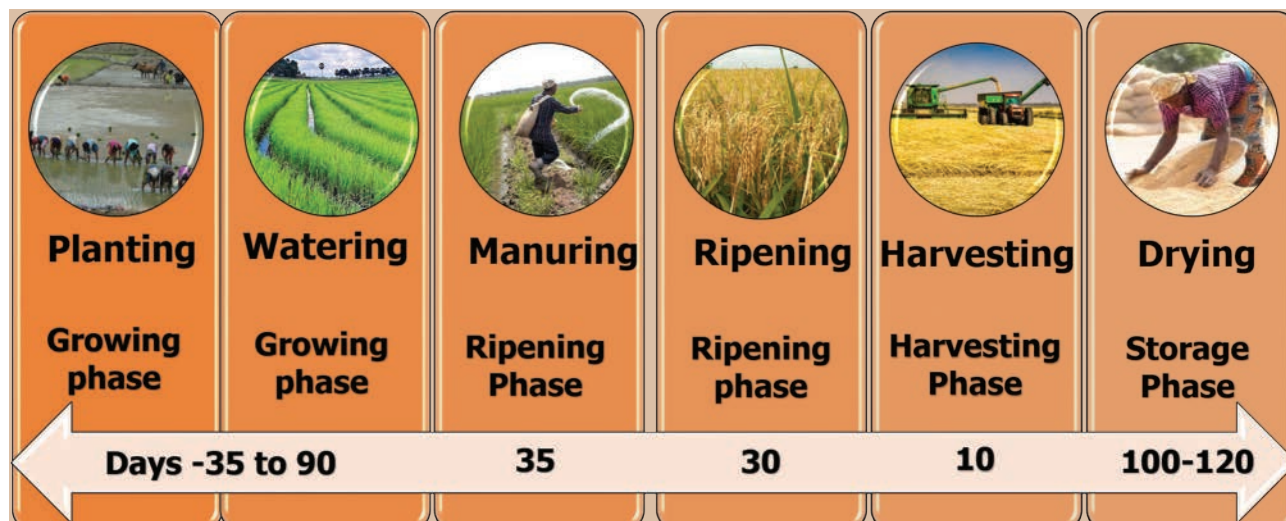 Planting
Growing
phase
Watering
Growing
phase
Manuring
Ripening
Phase
Ripening
Ripening
phase
Harvesting
Harvesting
Phase
Drying
Storage
Phase
Days -35 to 90
35
30
10
100-120